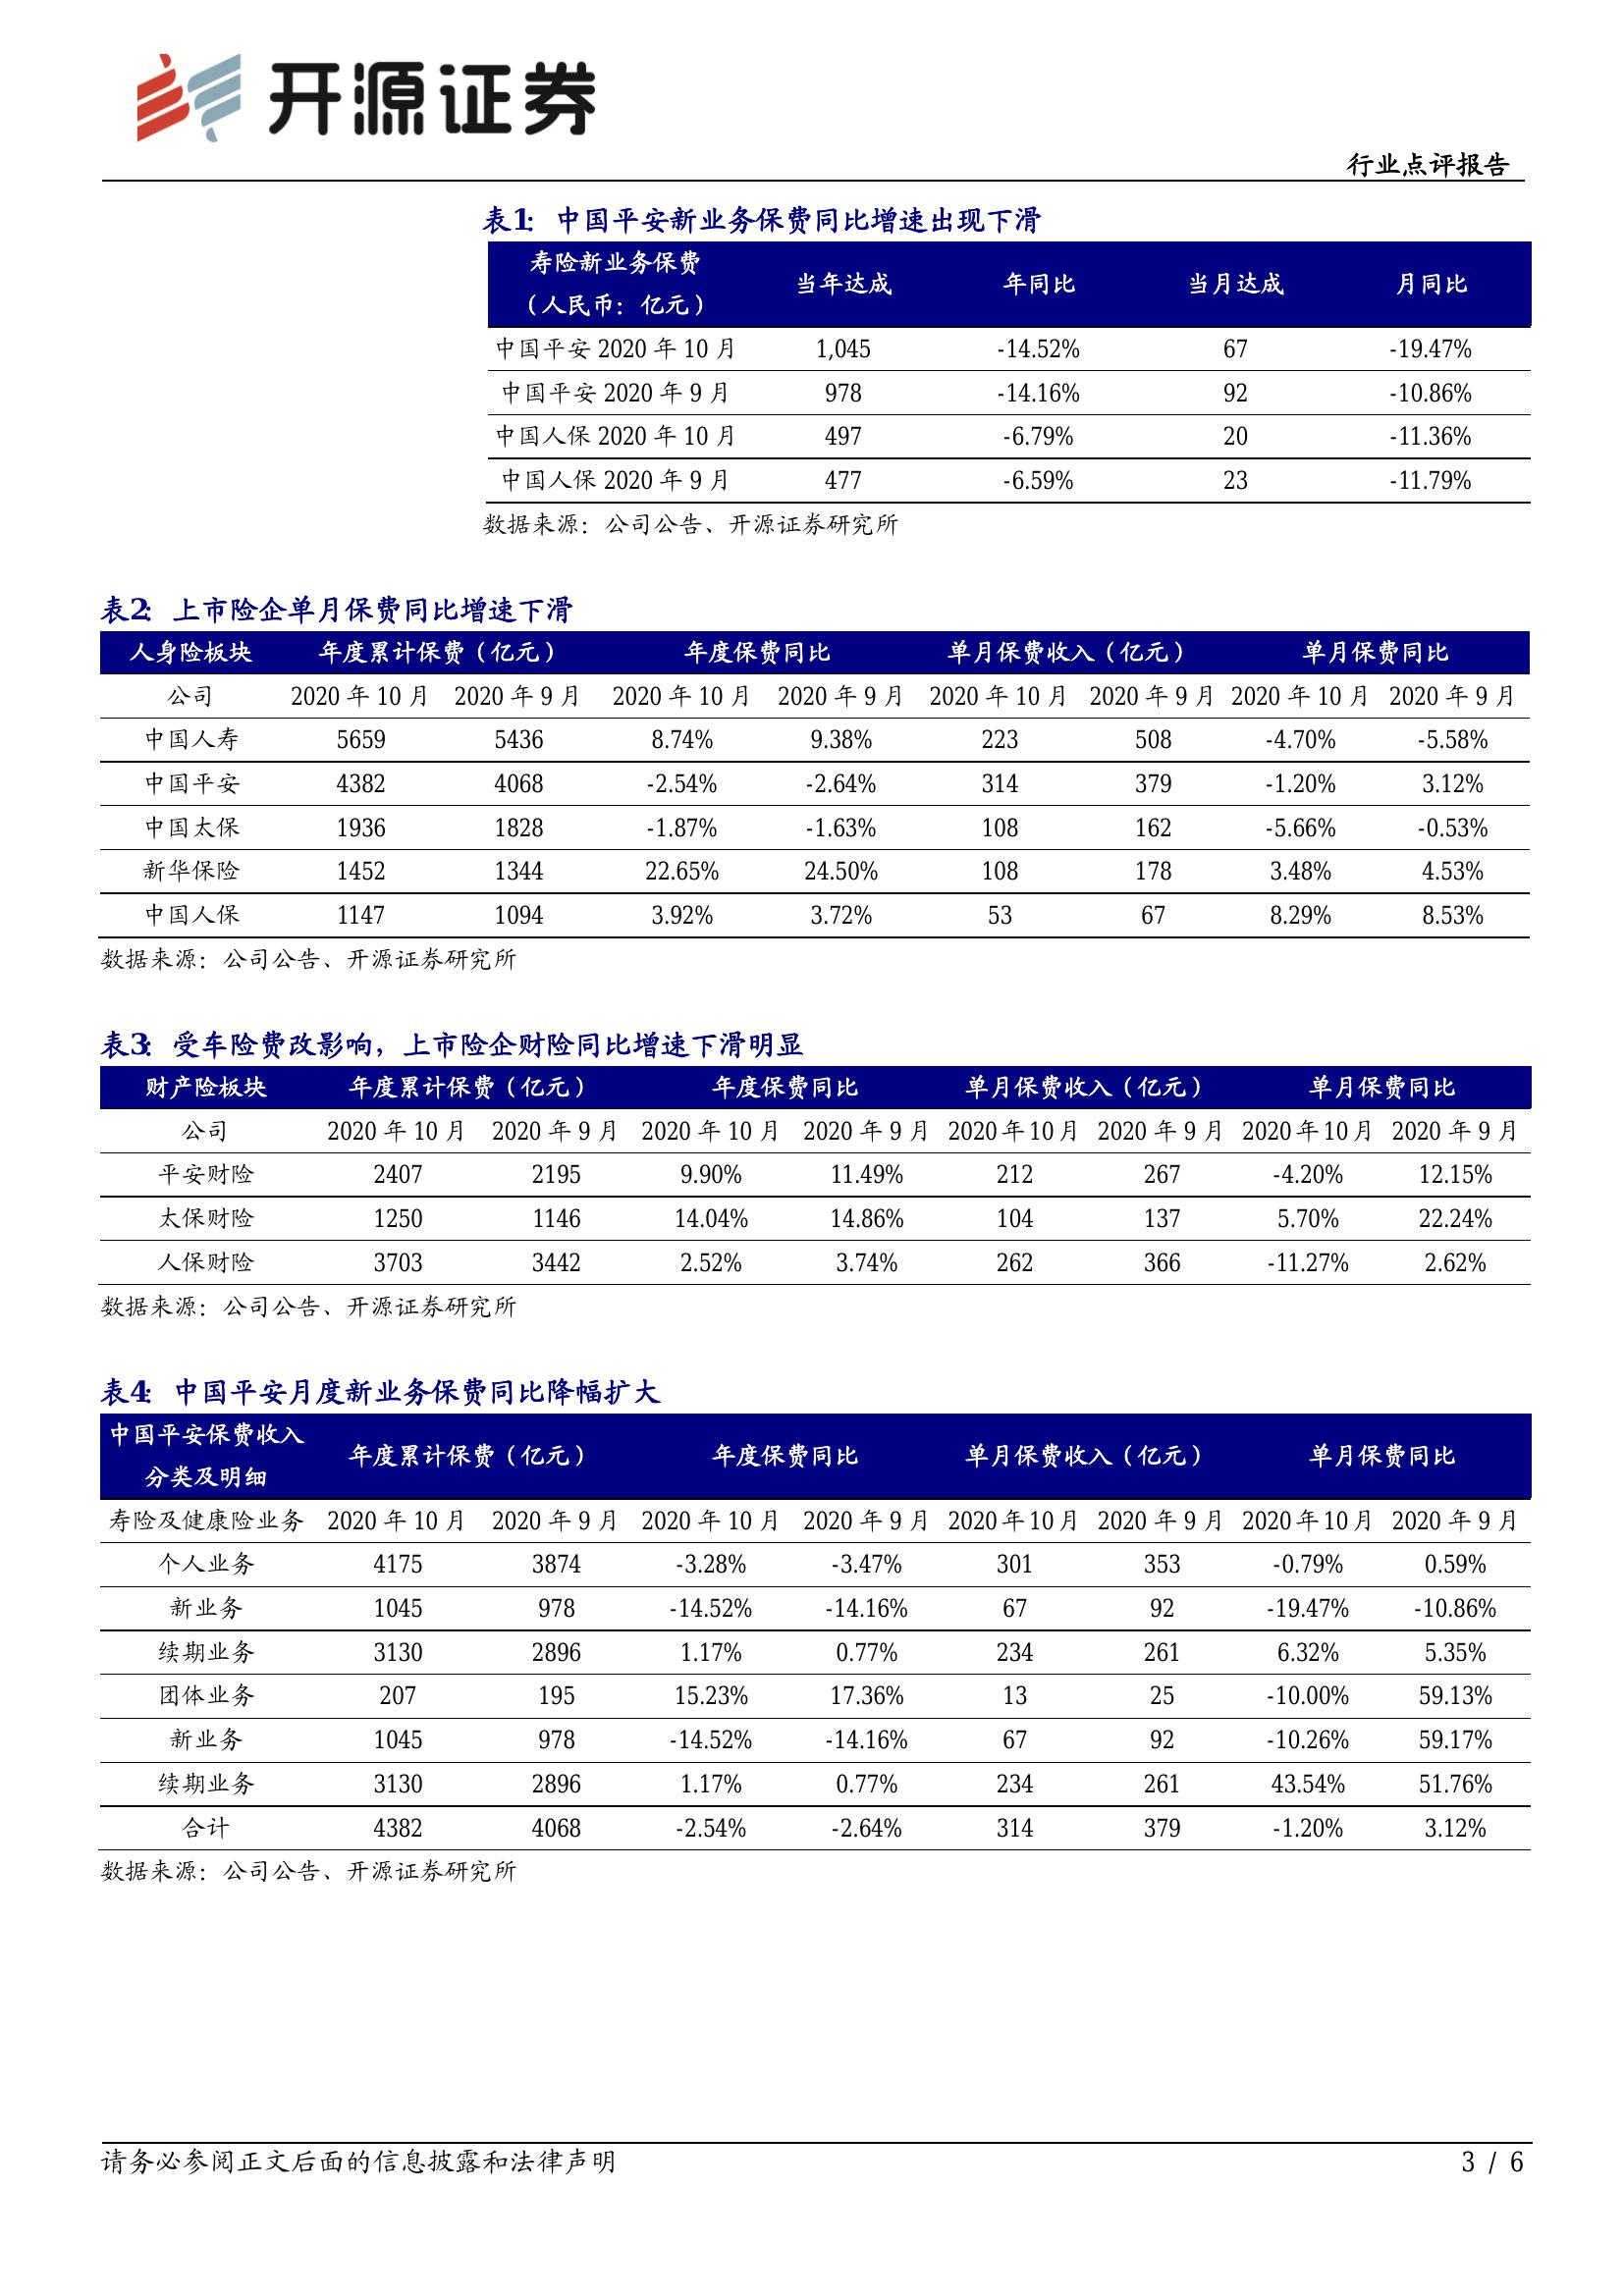 开源证券
行业点评报告
表1: 中国平安新业务保费同比增速出现下滑
寿险新业务保费
（人民币：亿元） 当年达成 年同比 当月达成 月同比
中国平安 2020 年 10 月 1,045 -14.52% 67 -19.47%
中国平安 2020 年 9 月 978 -14.16% 92 -10.86%
中国人保 2020 年 10 月 497 -6.79% 20 -11.36%
中国人保 2020 年 9 月 477 -6.59% 23 -11.79%
数据来源：公司公告、开源证券研究所
表2: 上市险企单月保费同比增速下滑
人身险板块 年度累计保费（亿元） 年度保费同比 单月保费收入（亿元） 单月保费同比
公司 2020 年 10 月 2020 年 9 月 2020 年 10 月 2020 年 9 月 2020 年 10 月 2020 年 9 月 2020 年 10 月 2020 年 9 月
中国人寿 5659 5436 8.74% 9.38% 223 508 -4.70% -5.58%
中国平安 4382 4068 -2.54% -2.64% 314 379 -1.20% 3.12%
中国太保 1936 1828 -1.87% -1.63% 108 162 -5.66% -0.53%
新华保险 1452 1344 22.65% 24.50% 108 178 3.48% 4.53%
中国人保 1147 1094 3.92% 3.72% 53 67 8.29% 8.53%
数据来源：公司公告、开源证券研究所
表3: 受车险费改影响，上市险企财险同比增速下滑明显
财产险板块 年度累计保费（亿元） 年度保费同比 单月保费收入（亿元） 单月保费同比
公司 2020 年 10 月 2020 年 9 月 2020 年 10 月 2020 年 9 月 2020 年 10 月 2020 年 9 月 2020 年 10 月 2020 年 9 月
平安财险 2407 2195 9.90% 11.49% 212 267 -4.20% 12.15%
太保财险 1250 1146 14.04% 14.86% 104 137 5.70% 22.24%
人保财险 3703 3442 2.52% 3.74% 262 366 -11.27% 2.62%
数据来源：公司公告、开源证券研究所
表4: 中国平安月度新业务保费同比降幅扩大
中国平安保费收入
分类及明细 年度累计保费（亿元） 年度保费同比 单月保费收入（亿元） 单月保费同比
寿险及健康险业务 2020 年 10 月 2020 年 9 月 2020 年 10 月 2020 年 9 月 2020 年 10 月 2020 年 9 月 2020 年 10 月 2020 年 9 月
个人业务 4175 3874 -3.28% -3.47% 301 353 -0.79% 0.59%
新业务 1045 978 -14.52% -14.16% 67 92 -19.47% -10.86%
续期业务 3130 2896 1.17% 0.77% 234 261 6.32% 5.35%
团体业务 207 195 15.23% 17.36% 13 25 -10.00% 59.13%
新业务 1045 978 -14.52% -14.16% 67 92 -10.26% 59.17%
续期业务 3130 2896 1.17% 0.77% 234 261 43.54% 51.76%
合计 4382 4068 -2.54% -2.64% 314 379 -1.20% 3.12%
数据来源：公司公告、开源证券研究所
请务必参阅正文后面的信息披露和法律声明 3 / 6